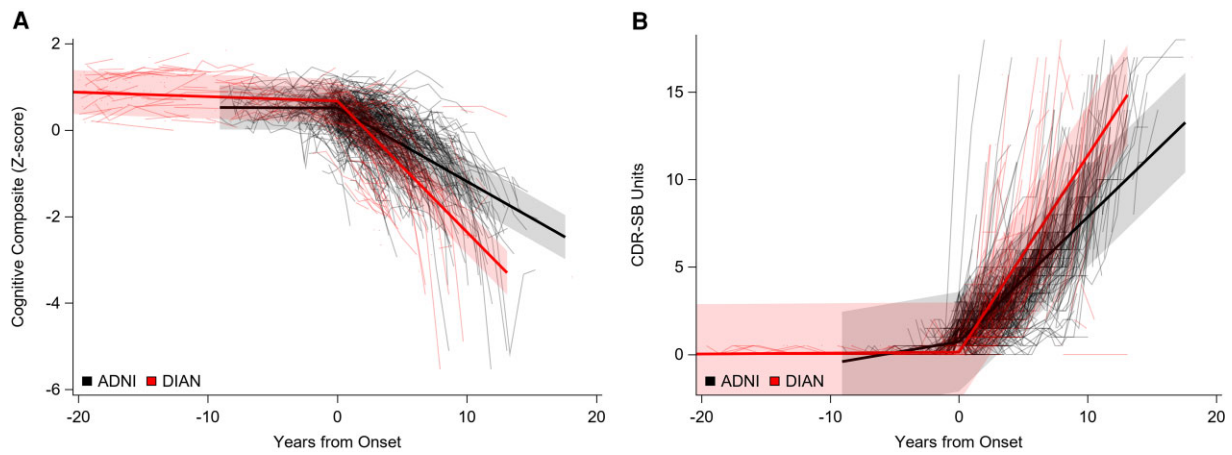 A
Cognitive Composite (Z-score)
2
0
-2
-4
-6
ADNI DIAN
-20 -10 0 10 20
Years from Onset
B
CDR-SB Units
15
10
5
0
ADNI DIAN
-20 -10 0 10 20
Years from Onset